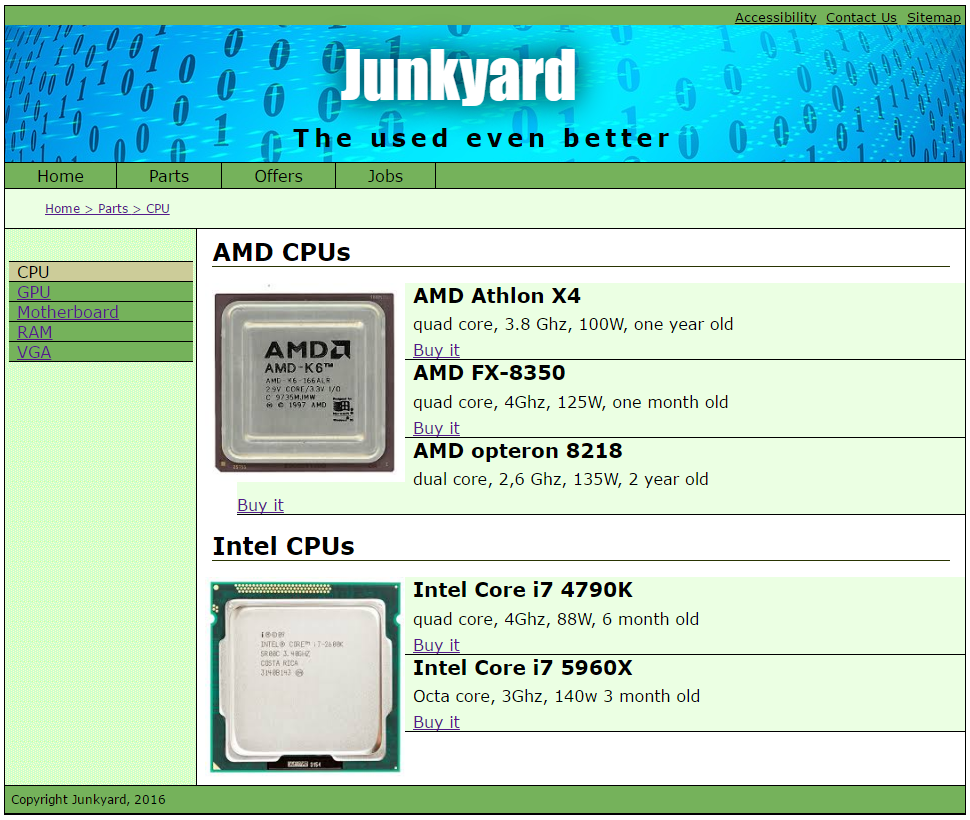 Accessibility Contact Us Sitemap
Junkyard
The used even better
Home Parts Offers Jobs
Home > Parts > CPU
CPU
GPU
Motherboard
RAM
VGA
AMD CPUs
AMD
AMD-K6™
AMD-K6-166ALR
2.9V CORE/3.3V I/O
C 9735MJMW
© 1997 AMD
AMD Athlon X4
quad core, 3.8 Ghz, 100W, one year old
Buy it
AMD FX-8350
quad core, 4Ghz, 125W, one month old
Buy it
AMD opteron 8218
dual core, 2,6 Ghz, 135W, 2 year old
Buy it
Intel CPUs
INTEL® CORE™ i7-2600K
SR00C 3.40GHZ
COSTA RICA
Intel Core i7 4790K
quad core, 4Ghz, 88W, 6 month old
Buy it
Intel Core i7 5960X
Octa core, 3Ghz, 140w 3 month old
Buy it
Copyright Junkyard, 2016